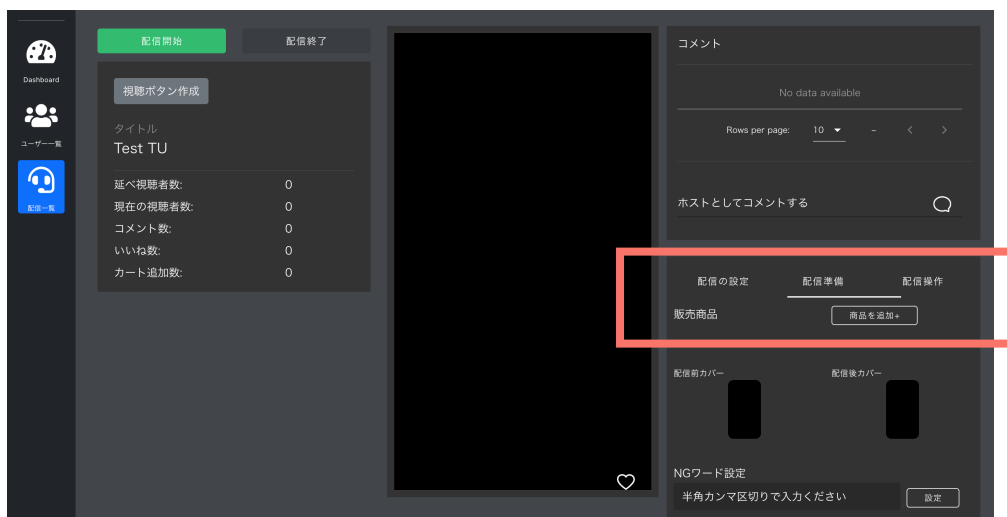 Dashboard
ユーザー一覧
配信一覧
配信開始 配信終了
視聴ボタン作成
タイトル
Test TU
延べ視聴者数: 0
現在の視聴者数: 0
コメント数: 0
いいね数: 0
カート追加数: 0
コメント
No data available
Rows per page: 10 –
ホストとしてコメントする
配信の設定 配信準備 配信操作
販売商品 商品を追加+
配信前カバー 配信後カバー
NGワード設定
半角カンマ区切りで入力ください 設定